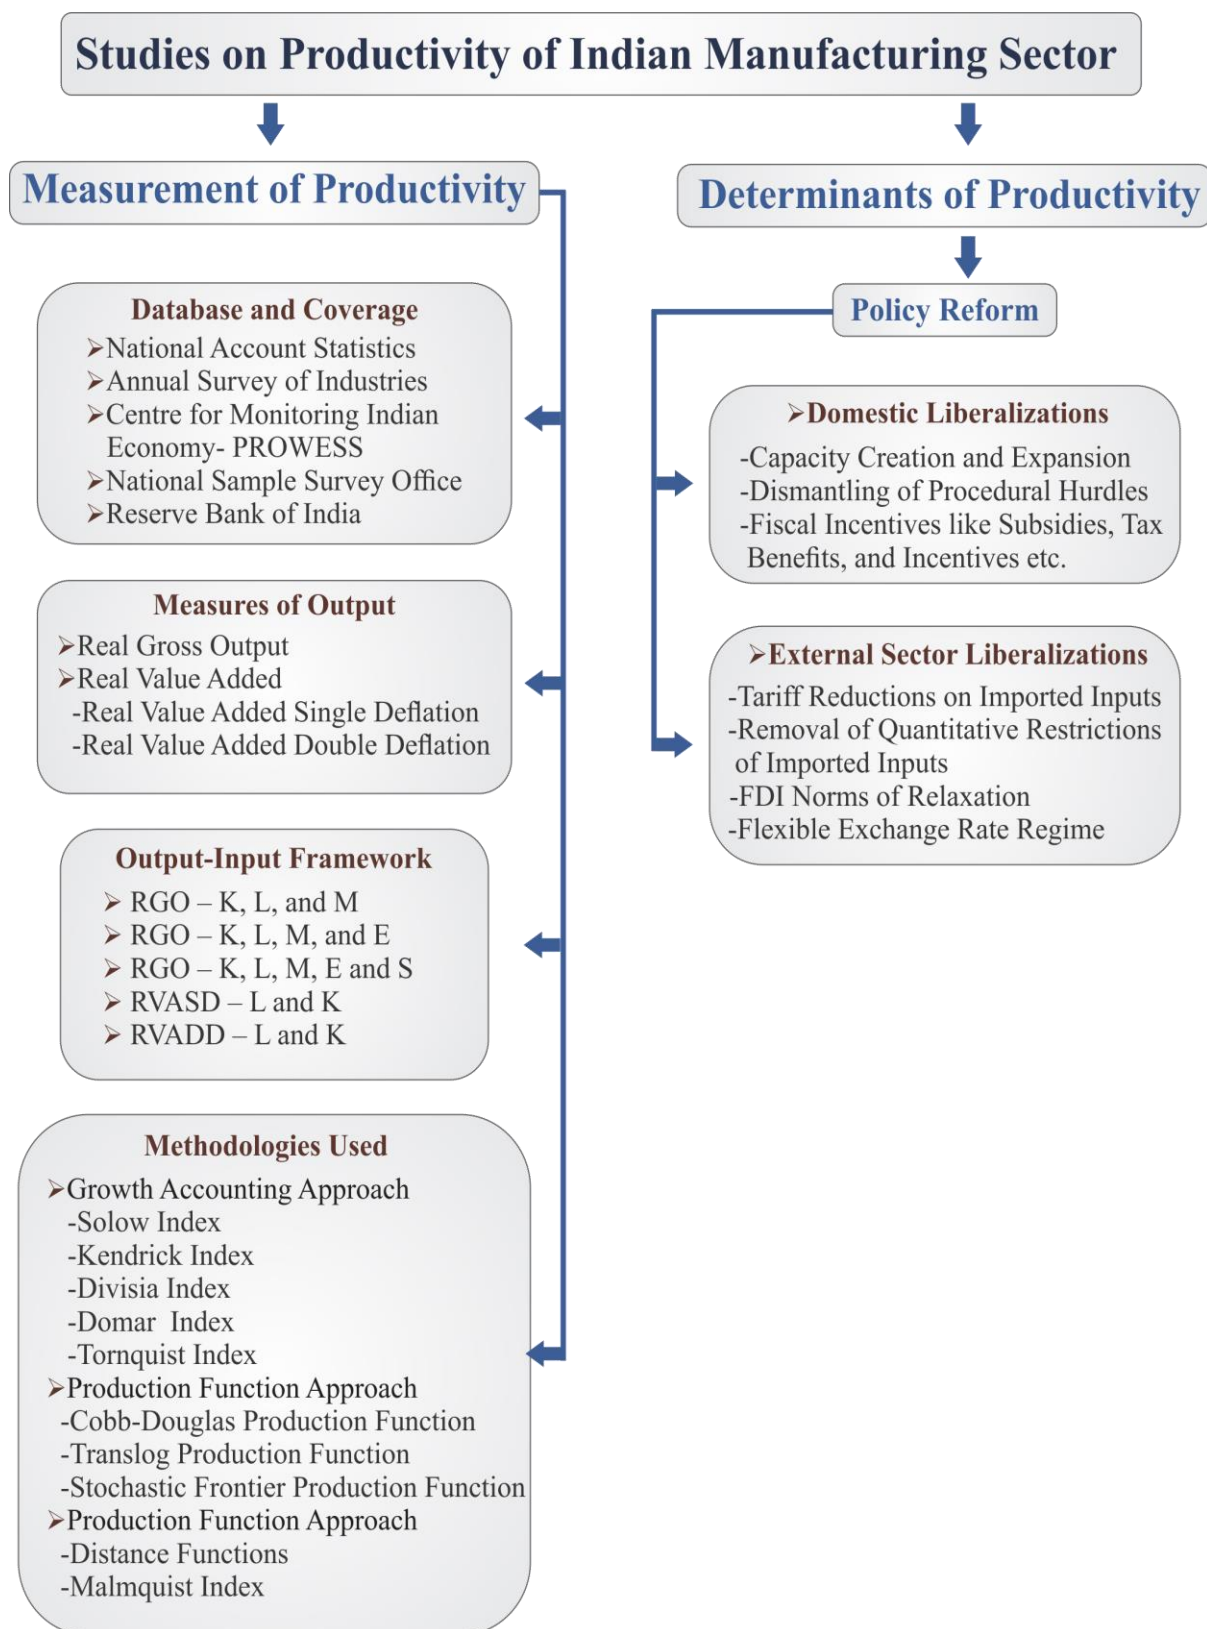 Studies on Productivity of Indian Manufacturing Sector
Measurement of Productivity
Database and Coverage
➢National Account Statistics
➢Annual Survey of Industries
➢Centre for Monitoring Indian
Economy- PROWESS
➢National Sample Survey Office
➢Reserve Bank of India
Measures of Output
➢Real Gross Output
➢Real Value Added
-Real Value Added Single Deflation
-Real Value Added Double Deflation
Output-Input Framework
➢ RGO – K, L, and M
➢ RGO – K, L, M, and E
➢ RGO – K, L, M, E and S
➢ RVASD – L and K
➢ RVADD – L and K
Methodologies Used
➢Growth Accounting Approach
-Solow Index
-Kendrick Index
-Divisia Index
-Domar Index
-Tornquist Index
➢Production Function Approach
-Cobb-Douglas Production Function
-Translog Production Function
-Stochastic Frontier Production Function
➢Production Function Approach
-Distance Functions
-Malmquist Index
Determinants of Productivity
Policy Reform
➢Domestic Liberalizations
-Capacity Creation and Expansion
-Dismantling of Procedural Hurdles
-Fiscal Incentives like Subsidies, Tax
Benefits, and Incentives etc.
➢External Sector Liberalizations
-Tariff Reductions on Imported Inputs
-Removal of Quantitative Restrictions
of Imported Inputs
-FDI Norms of Relaxation
-Flexible Exchange Rate Regime